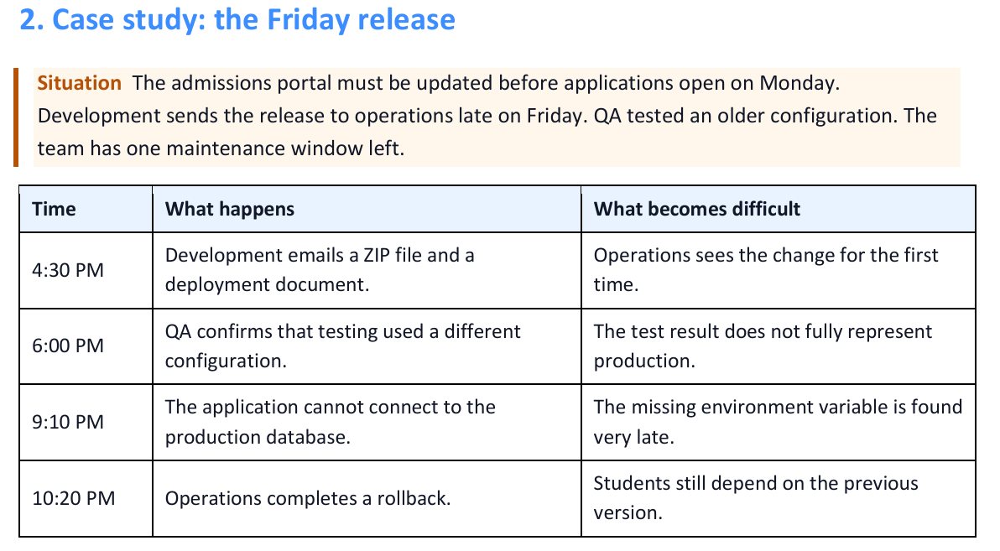 2. Case study: the Friday release
Situation The admissions portal must be updated before applications open on Monday.
Development sends the release to operations late on Friday. QA tested an older configuration. The
team has one maintenance window left.
Time What happens What becomes difficult
4:30 PM
Development emails a ZIP file and a
deployment document.
Operations sees the change for the first
time.
6:00 PM
QA confirms that testing used a different
configuration.
The test result does not fully represent
production.
9:10 PM
The application cannot connect to the
production database.
The missing environment variable is found
very late.
10:20 PM
Operations completes a rollback.
Students still depend on the previous
version.